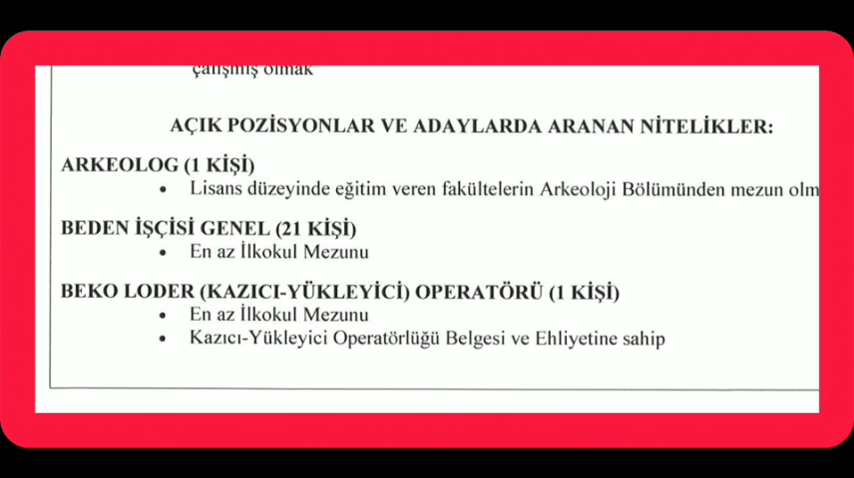 çalışmış olmak
AÇIK POZİSYONLAR VE ADAYLARDA ARANAN NİTELİKLER:
ARKEOLOG (1 KİŞİ)
• Lisans düzeyinde eğitim veren fakültelerin Arkeoloji Bölümünden mezun olm
BEDEN İŞÇİSİ GENEL (21 KİŞİ)
• En az İlkokul Mezunu
BEKO LODER (KAZICI-YÜKLEYİCİ) OPERATÖRÜ (1 KİŞİ)
• En az İlkokul Mezunu
• Kazıcı-Yükleyici Operatörlüğü Belgesi ve Ehliyetine sahip